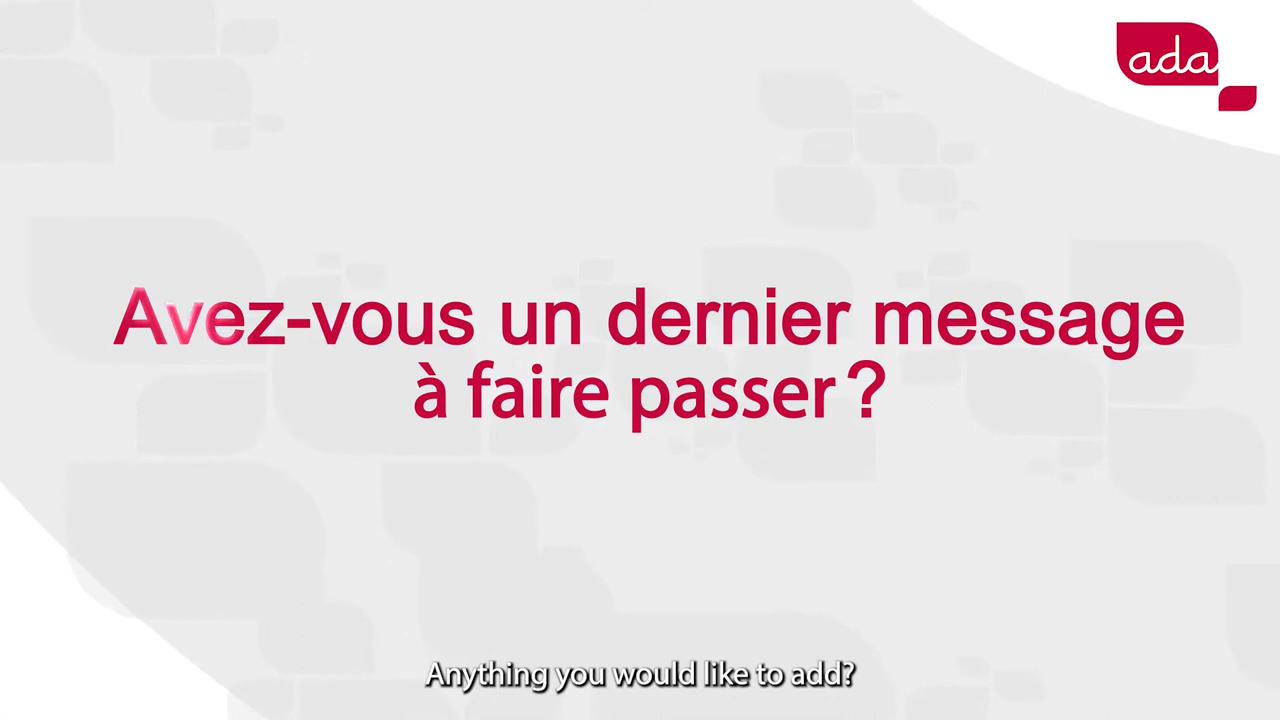 ada
Avez-vous un dernier message
à faire passer ?
Anything you would like to add?